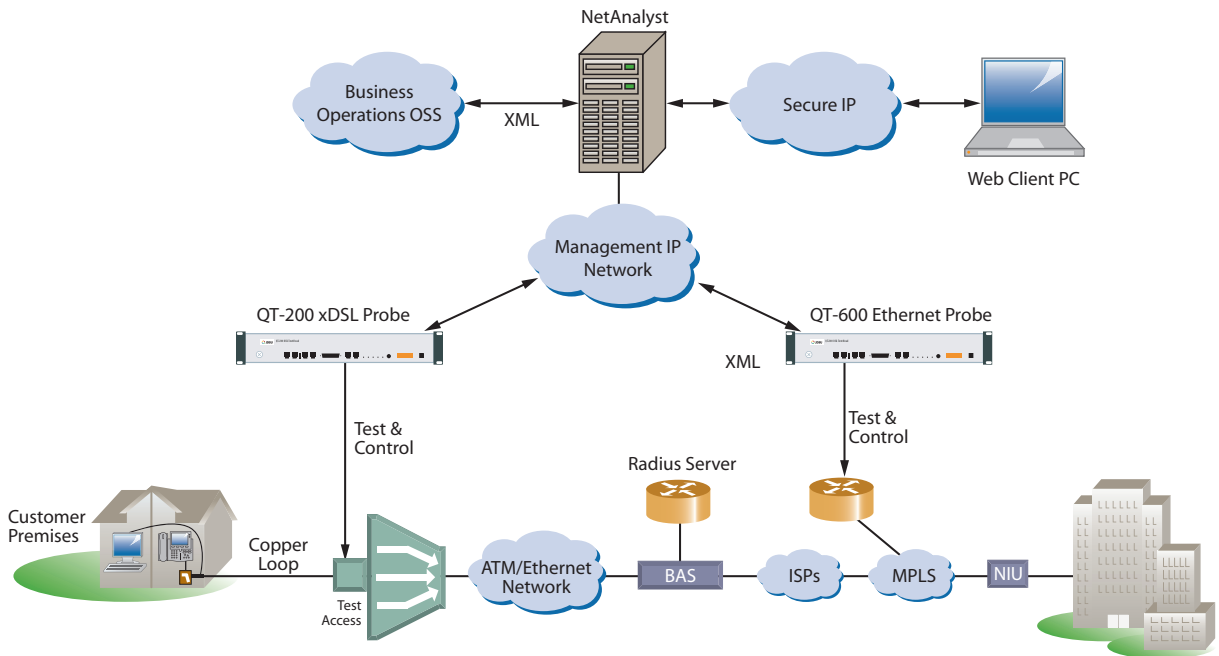 NetAnalyst
Business
Operations OSS
XML
Secure IP
Web Client PC
Management IP
Network
QT-200 xDSL Probe
QT-600 Ethernet Probe
XML
Test &
Control
Test &
Control
Radius Server
Customer
Premises
Copper
Loop
Test
Access
ATM/Ethernet
Network
BAS
ISPs
MPLS
NIU